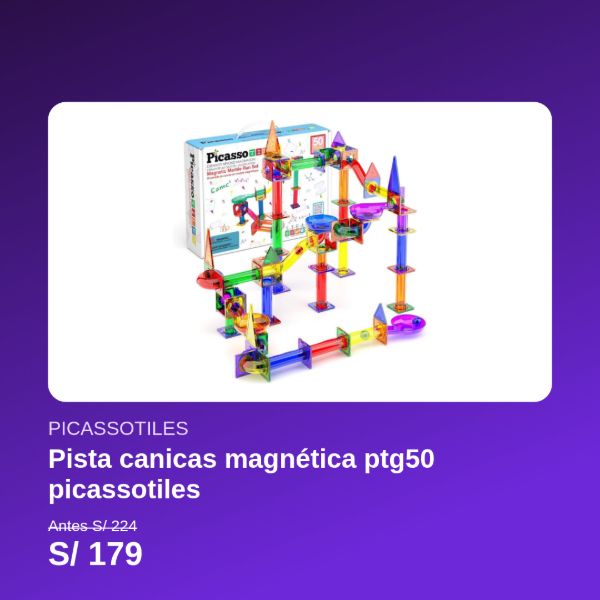 Picasso
50
Magnetic Marble Run Set
PICASSOTILES
Pista canicas magnética ptg50
picassotiles
Antes S/ 224
S/ 179